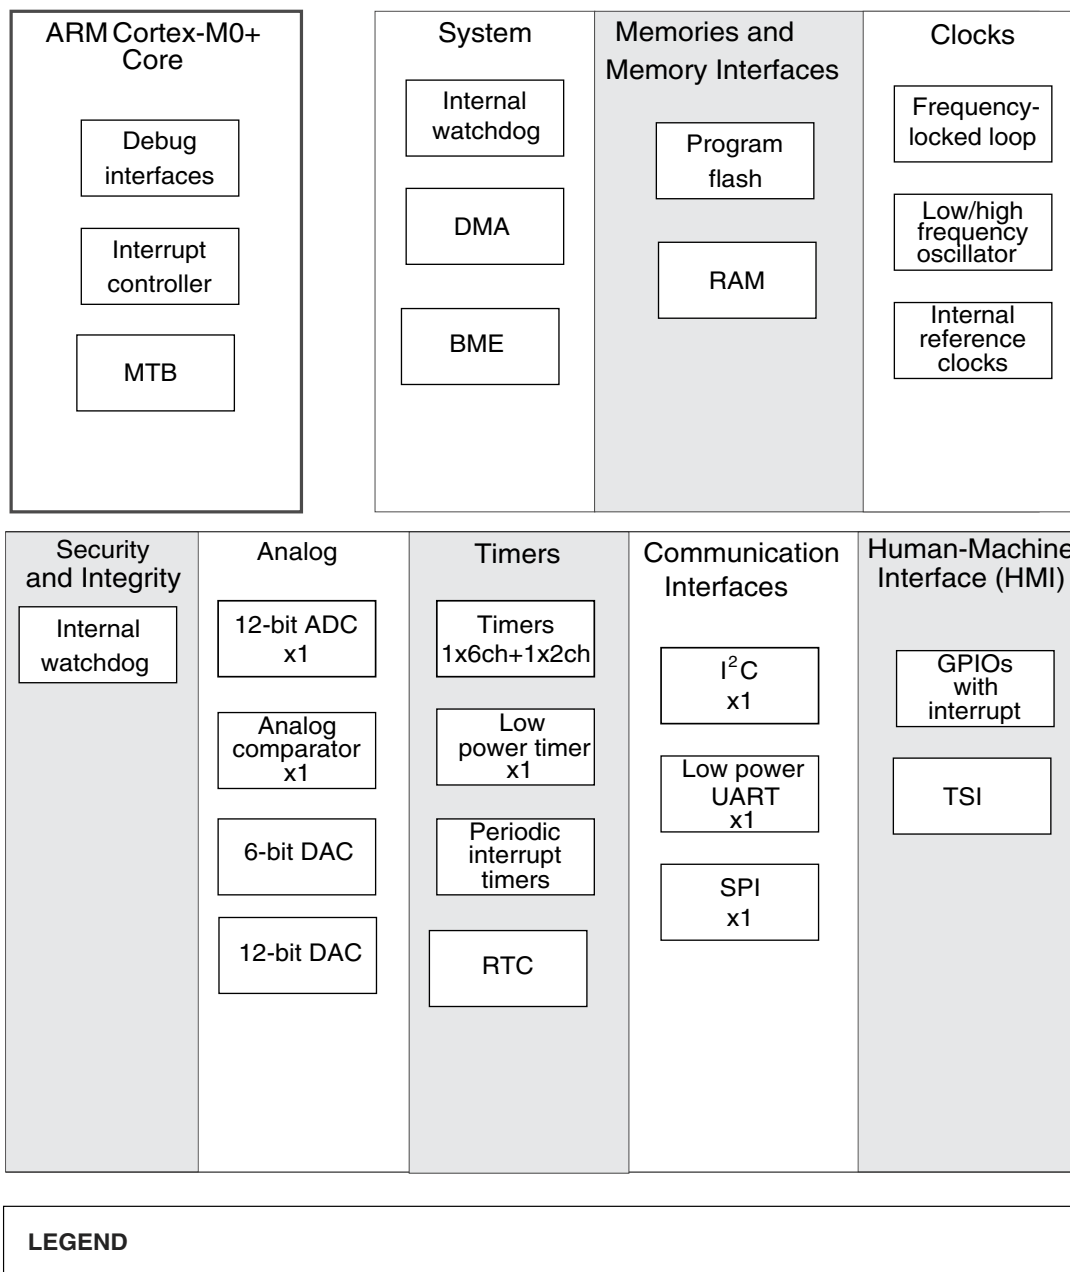 ARM Cortex-M0+
Core
Debug
interfaces
Interrupt
controller
MTB
System
Internal
watchdog
DMA
BME
Memories and
Memory Interfaces
Program
flash
RAM
Clocks
Frequency-
locked loop
Low/high
frequency
oscillator
Internal
reference
clocks
Security
and Integrity
Internal
watchdog
Analog
12-bit ADC
x1
Analog
comparator
x1
6-bit DAC
12-bit DAC
Timers
Timers
1x6ch+1x2ch
Low
power timer
x1
Periodic
interrupt
timers
RTC
Communication
Interfaces
I²C
x1
Low power
UART
x1
SPI
x1
Human-Machine
Interface (HMI)
GPIOs
with
interrupt
TSI
LEGEND